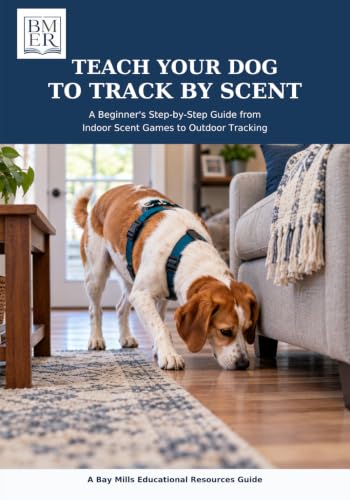 BM
ER
TEACH YOUR DOG
TO TRACK BY SCENT
A Beginner's Step-by-Step Guide from
Indoor Scent Games to Outdoor Tracking
A Bay Mills Educational Resources Guide